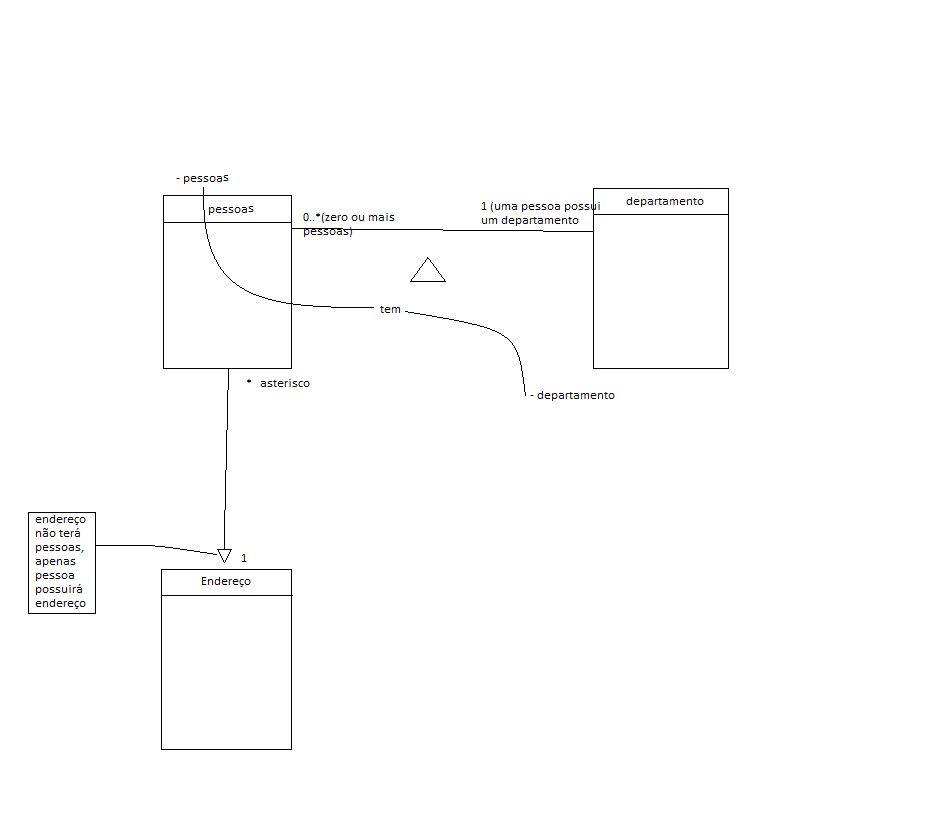 - pessoas
pessoas
departamento
0..*(zero ou mais
pessoas)
1 (uma pessoa possui
um departamento
tem
- departamento
* asterisco
endereço
não terá
pessoas,
apenas
pessoa
possuirá
endereço
1
Endereço